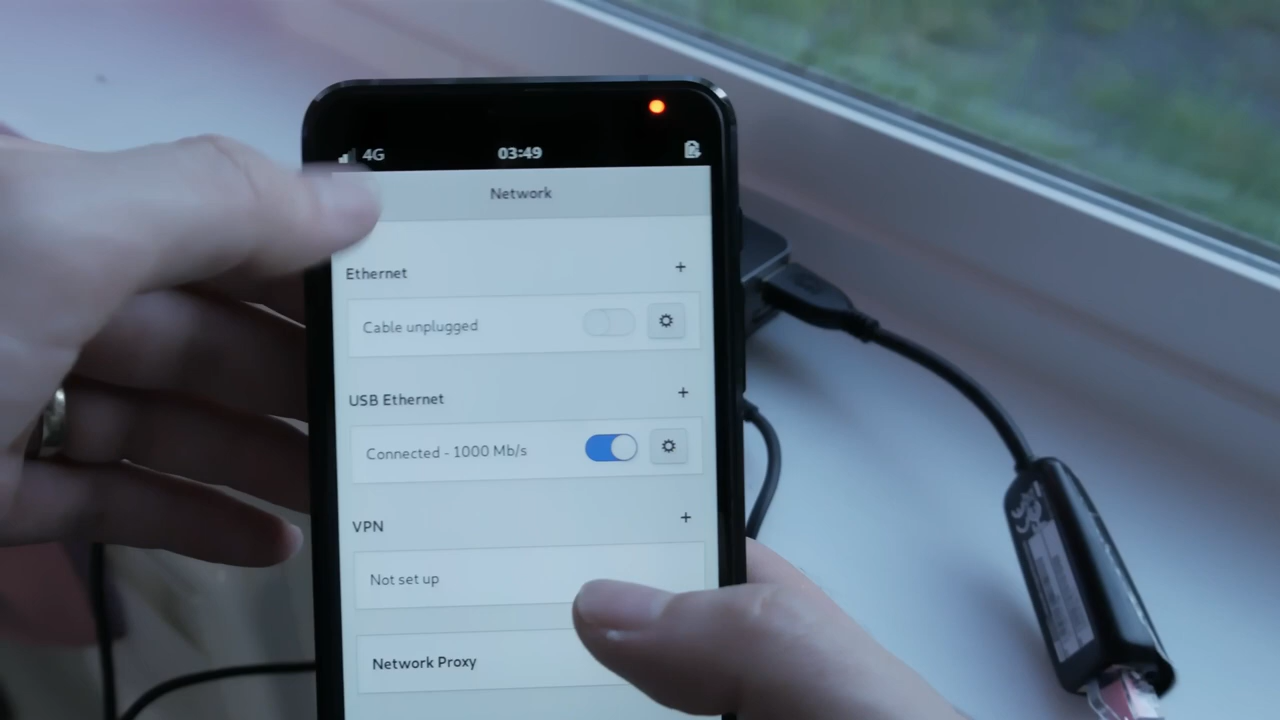 4G 03:49
Network
Ethernet +
Cable unplugged
USB Ethernet +
Connected - 1000 Mb/s
VPN +
Not set up
Network Proxy